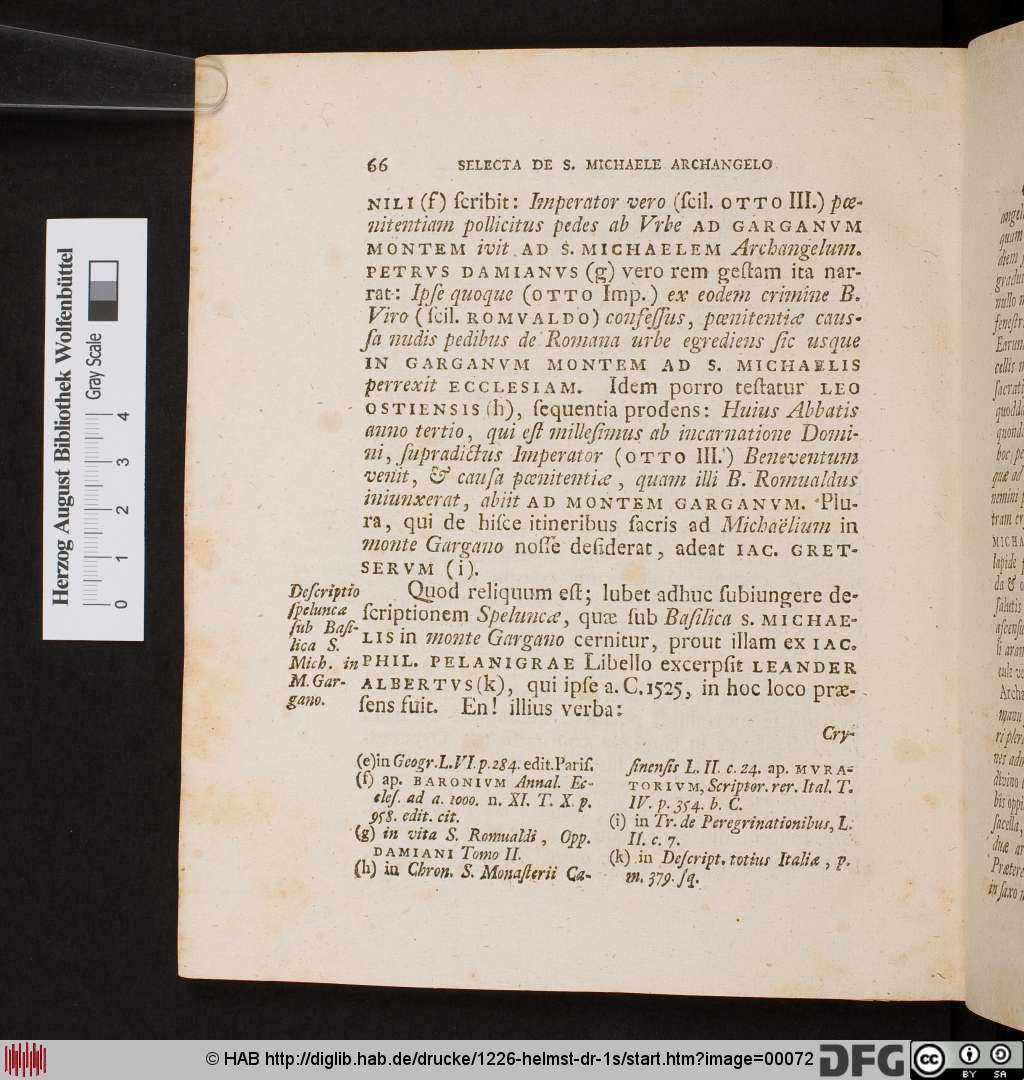 66 SELECTA DE S. MICHAELE ARCHANGELO
NILI (f) ſcribit: Imperator vero (ſcil. OTTO III.) pœ-
nitentiam pollicitus pedes ab Vrbe AD GARGANVM
MONTEM ivit AD S. MICHAELEM Archangelum.
PETRVS DAMIANVS (g) vero rem geſtam ita nar-
rat: Ipſe quoque (OTTO Imp.) ex eodem crimine B.
Viro (ſcil. ROMVALDO) confeſſus, pœnitentiæ cauſ-
ſa nudis pedibus de Romana urbe egrediens ſic usque
IN GARGANVM MONTEM AD S. MICHAELIS
perrexit ECCLESIAM. Idem porro teſtatur LEO
OSTIENSIS (h), ſequentia prodens: Huius Abbatis
anno tertio, qui eſt milleſimus ab incarnatione Domi-
ni, ſupradictus Imperator (OTTO III.) Beneventum
venit, & cauſa pœnitentiæ, quam illi B. Romualdus
iniunxerat, abiit AD MONTEM GARGANVM. Plu-
ra, qui de hiſce itineribus ſacris ad Michaëlium in
monte Gargano noſſe deſiderat, adeat IAC. GRET-
SERVM (i).
Deſcriptio
ſpeluncæ
ſub Baſi-
lica S.
Mich. in
M. Gar-
gano.
Quod reliquum eſt; lubet adhuc ſubiungere de-
ſcriptionem Speluncæ, quæ ſub Baſilica S. MICHAE-
LIS in monte Gargano cernitur, prout illam ex IAC.
PHIL. PELANIGRAE Libello excerpſit LEANDER
ALBERTVS (k), qui ipſe a. C. 1525, in hoc loco præ-
ſens fuit. En! illius verba:
Cry-
(e) in Geogr. L. VI. p. 284. edit. Pariſ.
(f) ap. BARONIVM Annal. Ec-
cleſ. ad a. 1000. n. XI. T. X. p.
958. edit. cit.
(g) in vita S. Romualdi, Opp.
DAMIANI Tomo II.
(h) in Chron. S. Monaſterii Ca-
ſinenſis L. II. c. 24. ap. MVRA-
TORIVM, Scriptor. rer. Ital. T.
IV. p. 354. b. C.
(i) in Tr. de Peregrinationibus, L.
II. c. 7.
(k) in Deſcript. totius Italiæ, p.
m. 379. ſq.
Herzog August Bibliothek Wolfenbüttel
Gray Scale
0 1 2 3 4
© HAB http://diglib.hab.de/drucke/1226-helmst-dr-1s/start.htm?image=00072
DFG
cc BY SA